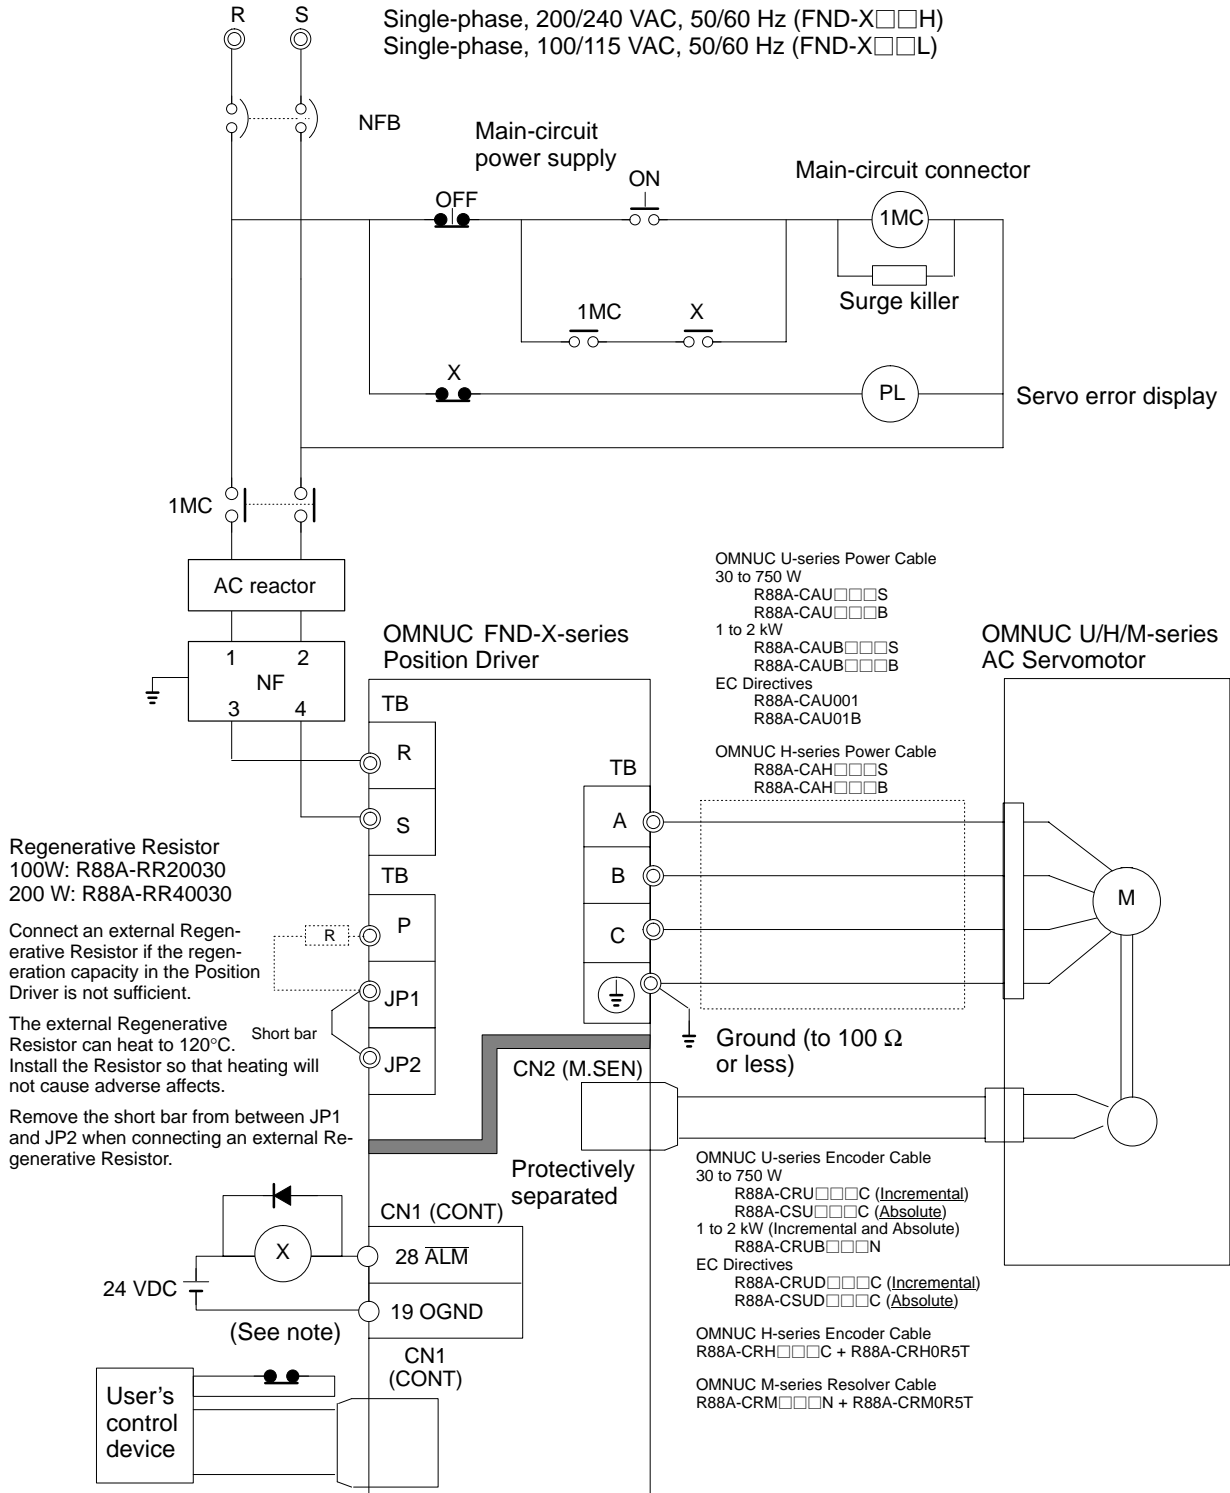 R
S
Single-phase, 200/240 VAC, 50/60 Hz (FND-X□□H)
Single-phase, 100/115 VAC, 50/60 Hz (FND-X□□L)
NFB
Main-circuit
power supply
OFF
ON
Main-circuit connector
1MC
Surge killer
1MC
X
X
PL
Servo error display
1MC
AC reactor
1
2
NF
3
4
OMNUC FND-X-series
Position Driver
TB
R
S
TB
P
JP1
JP2
Regenerative Resistor
100W: R88A-RR20030
200 W: R88A-RR40030
Connect an external Regen-
erative Resistor if the regen-
eration capacity in the Position
Driver is not sufficient.
The external Regenerative
Resistor can heat to 120°C.
Install the Resistor so that heating will
not cause adverse affects.
Remove the short bar from between JP1
and JP2 when connecting an external Re-
generative Resistor.
R
Short bar
OMNUC U-series Power Cable
30 to 750 W
R88A-CAU□□□S
R88A-CAU□□□B
1 to 2 kW
R88A-CAUB□□□S
R88A-CAUB□□□B
EC Directives
R88A-CAU001
R88A-CAU01B
OMNUC H-series Power Cable
R88A-CAH□□□S
R88A-CAH□□□B
OMNUC U/H/M-series
AC Servomotor
TB
A
B
C
M
Ground (to 100 Ω
or less)
CN2 (M.SEN)
Protectively
separated
OMNUC U-series Encoder Cable
30 to 750 W
R88A-CRU□□□C (Incremental)
R88A-CSU□□□C (Absolute)
1 to 2 kW (Incremental and Absolute)
R88A-CRUB□□□N
EC Directives
R88A-CRUD□□□C (Incremental)
R88A-CSUD□□□C (Absolute)
OMNUC H-series Encoder Cable
R88A-CRH□□□C + R88A-CRH0R5T
OMNUC M-series Resolver Cable
R88A-CRM□□□N + R88A-CRM0R5T
CN1 (CONT)
X
28 A̅L̅M̅
24 VDC
19 OGND
(See note)
CN1
(CONT)
User's
control
device